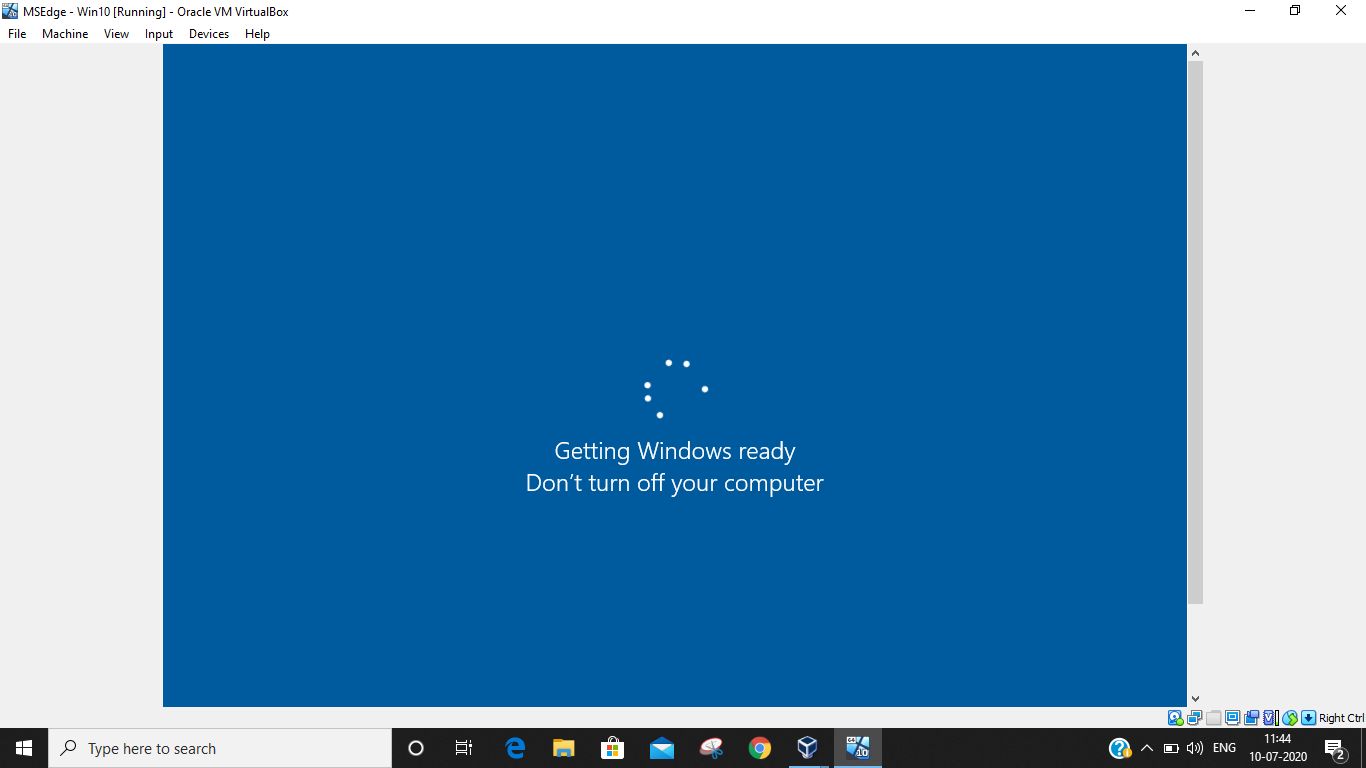 MSEdge - Win10 [Running] - Oracle VM VirtualBox
File Machine View Input Devices Help
Getting Windows ready
Don't turn off your computer
Right Ctrl
Type here to search
ENG
11:44
10-07-2020
2